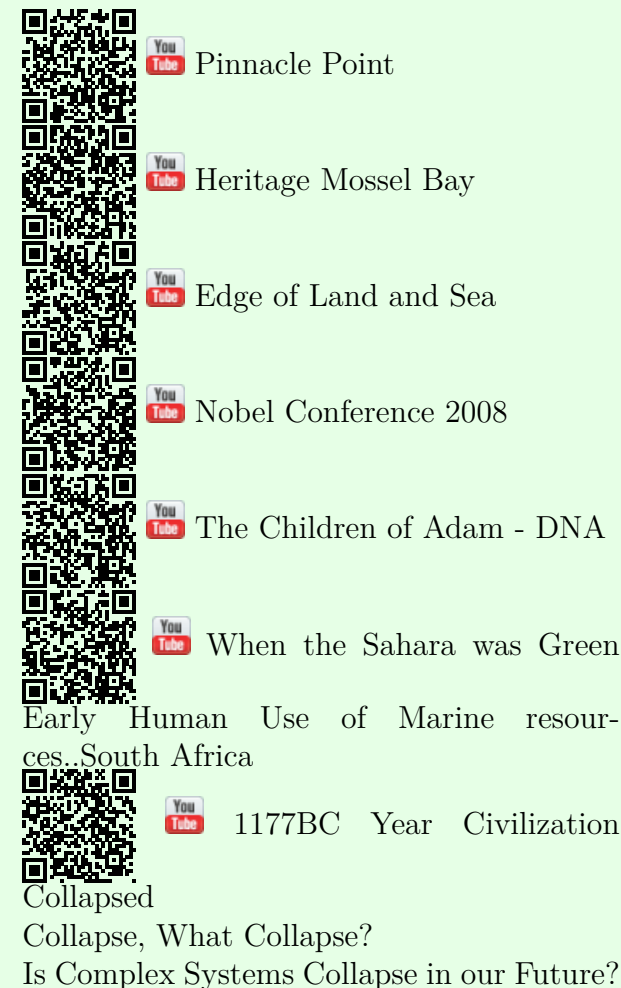 You Tube Pinnacle Point
You Tube Heritage Mossel Bay
You Tube Edge of Land and Sea
You Tube Nobel Conference 2008
You Tube The Children of Adam - DNA
You Tube When the Sahara was Green
Early Human Use of Marine resour-
ces..South Africa
You Tube 1177BC Year Civilization
Collapsed
Collapse, What Collapse?
Is Complex Systems Collapse in our Future?